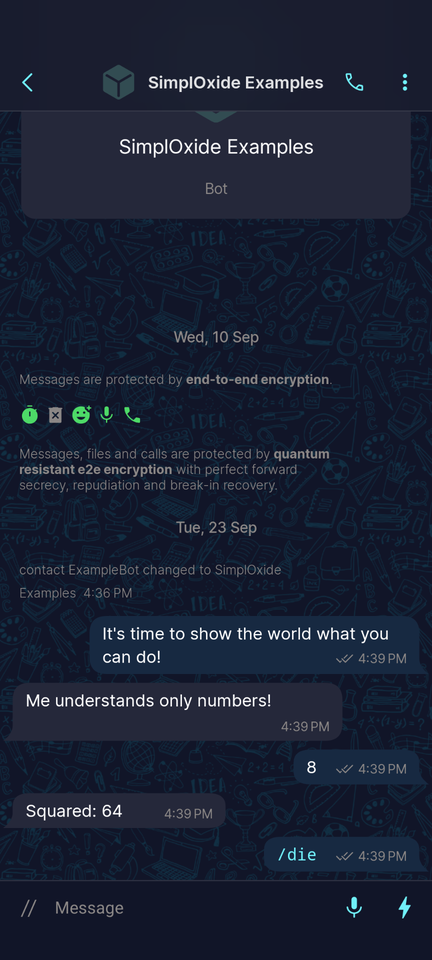 SimplOxide Examples
SimplOxide Examples
Bot
Wed, 10 Sep
Messages are protected by end-to-end encryption.
Messages, files and calls are protected by quantum
resistant e2e encryption with perfect forward
secrecy, repudiation and break-in recovery.
Tue, 23 Sep
contact ExampleBot changed to SimplOxide
Examples 4:36 PM
It's time to show the world what you
can do! 4:39 PM
Me understands only numbers!
4:39 PM
8 4:39 PM
Squared: 64 4:39 PM
/die 4:39 PM
// Message